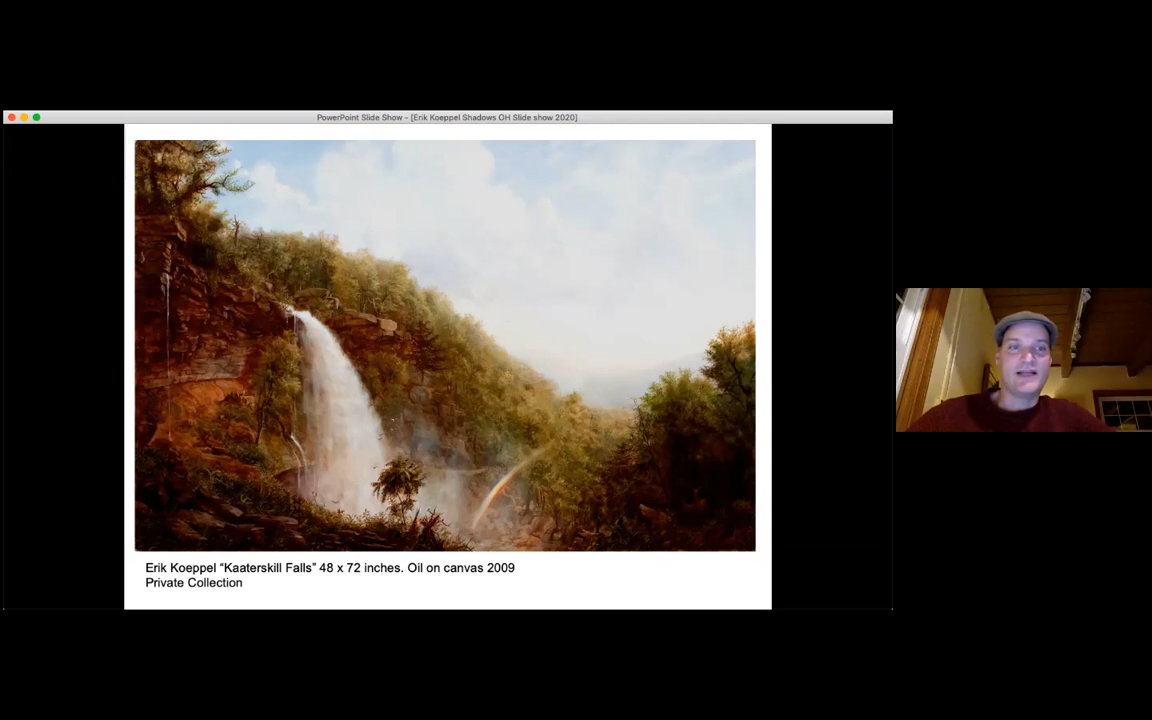 PowerPoint Slide Show - [Erik Koeppel Shadows OH Slide show 2020]
Erik Koeppel “Kaaterskill Falls” 48 x 72 inches. Oil on canvas 2009
Private Collection